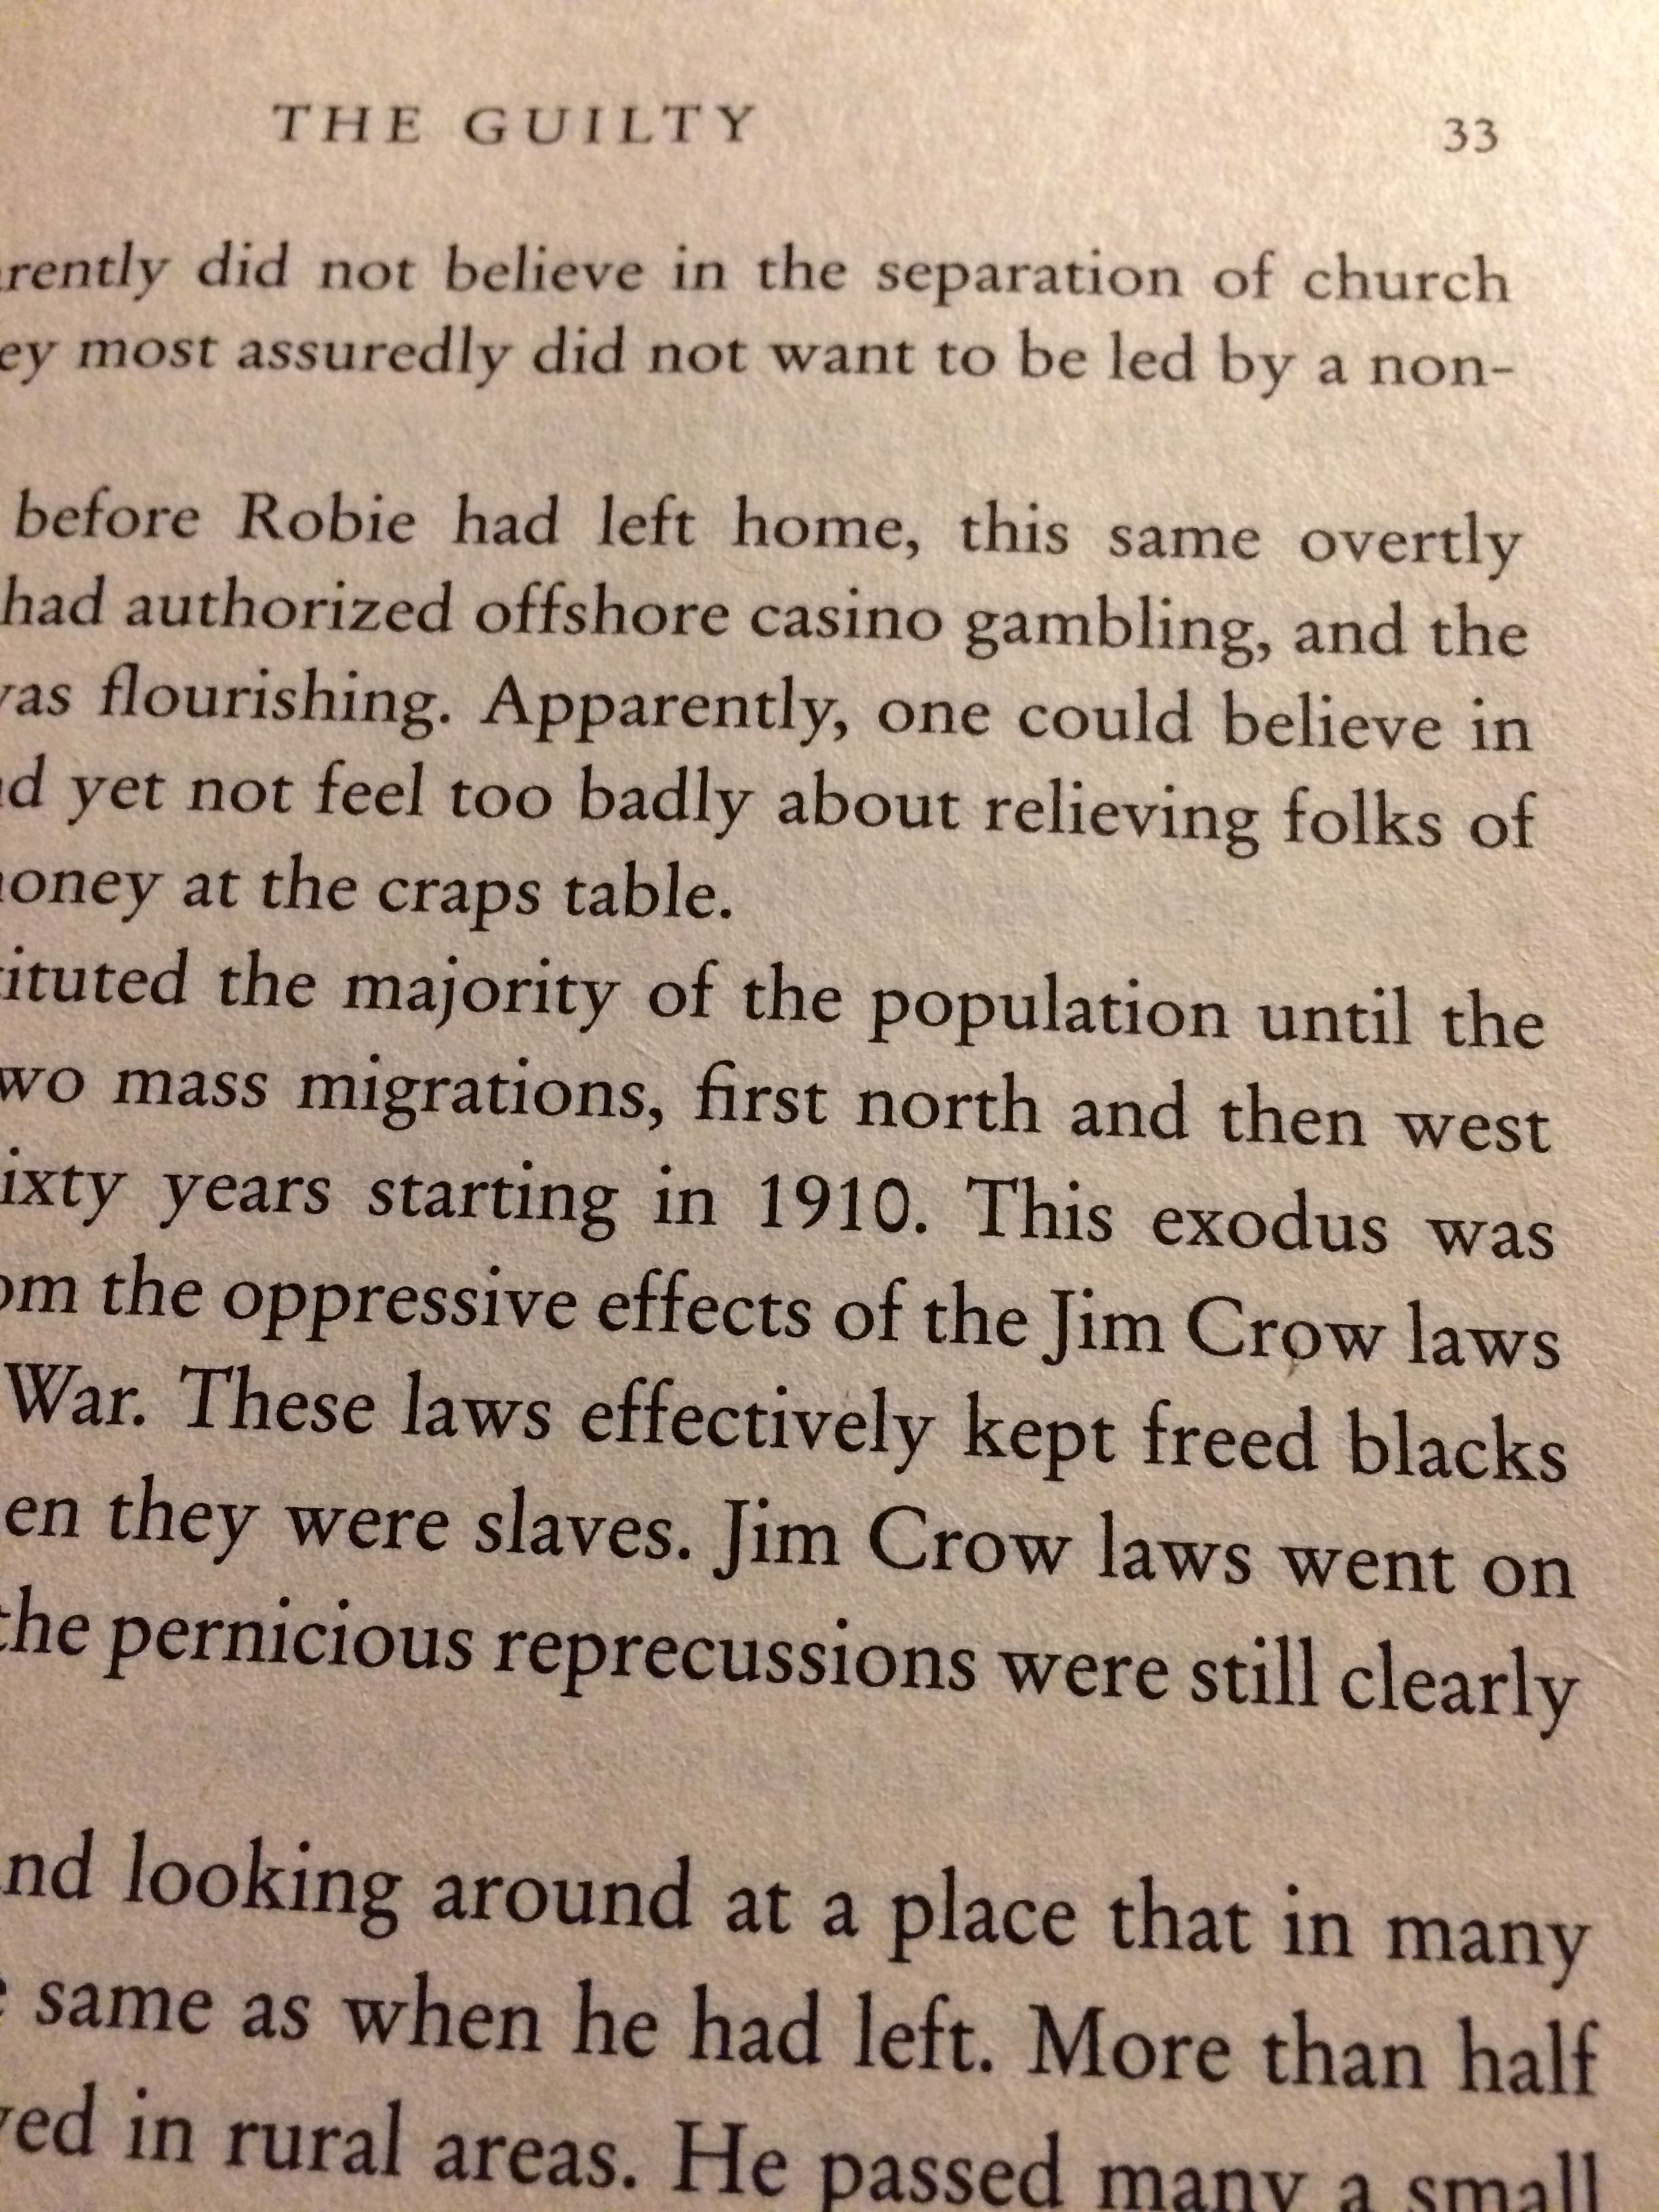 THE GUILTY 33
rently did not believe in the separation of church
ey most assuredly did not want to be led by a non-
before Robie had left home, this same overtly
had authorized offshore casino gambling, and the
vas flourishing. Apparently, one could believe in
nd yet not feel too badly about relieving folks of
oney at the craps table.
ituted the majority of the population until the
wo mass migrations, first north and then west
ixty years starting in 1910. This exodus was
om the oppressive effects of the Jim Crow laws
War. These laws effectively kept freed blacks
en they were slaves. Jim Crow laws went on
the pernicious reprecussions were still clearly
nd looking around at a place that in many
same as when he had left. More than half
ved in rural areas. He passed many a small